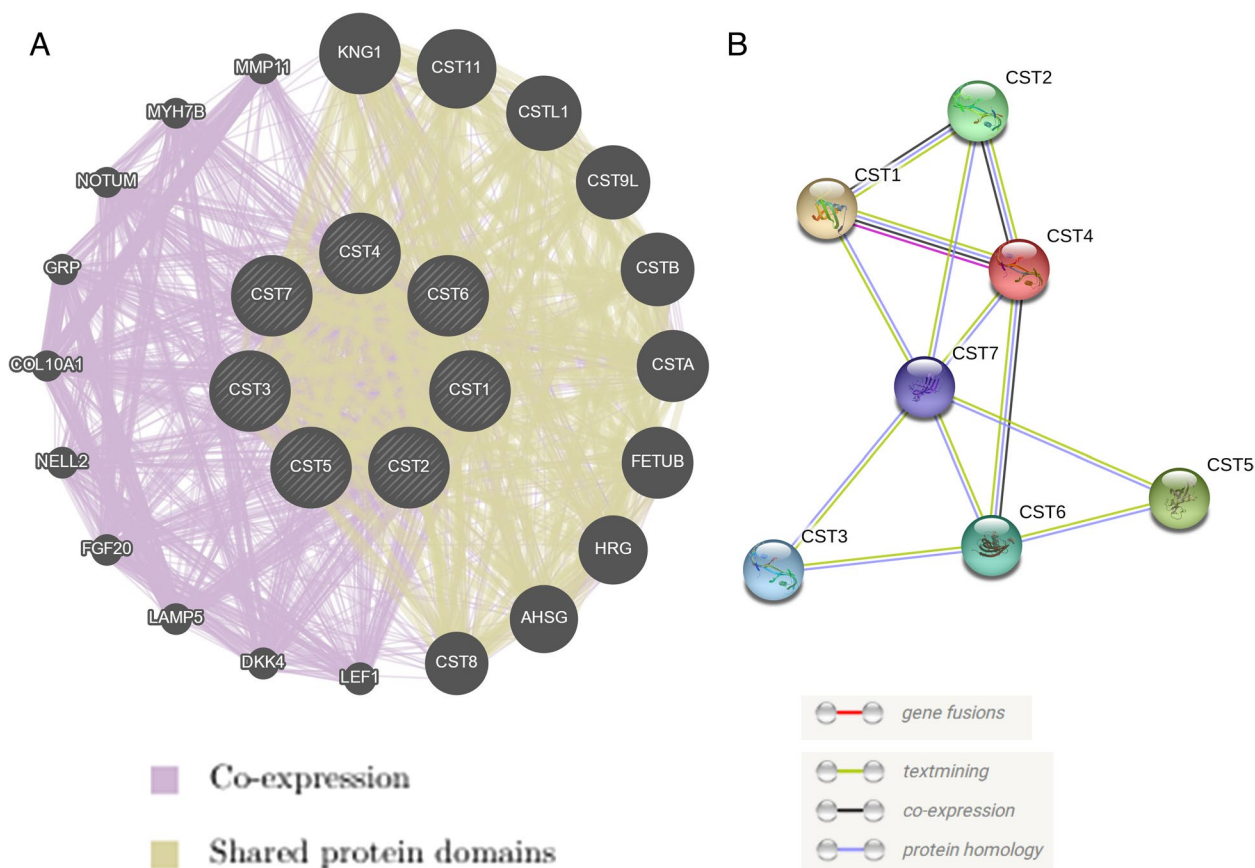 A
KNG1
CST11
MMP11
CSTL1
MYH7B
CST9L
NOTUM
CST4
CSTB
GRP
CST7
CST6
COL10A1
CST3
CST1
CSTA
NELL2
CST5
CST2
FETUB
FGF20
HRG
LAMP5
AHSG
DKK4
LEF1
CST8
Co-expression
Shared protein domains
B
CST2
CST1
CST4
CST7
CST5
CST6
CST3
gene fusions
textmining
co-expression
protein homology